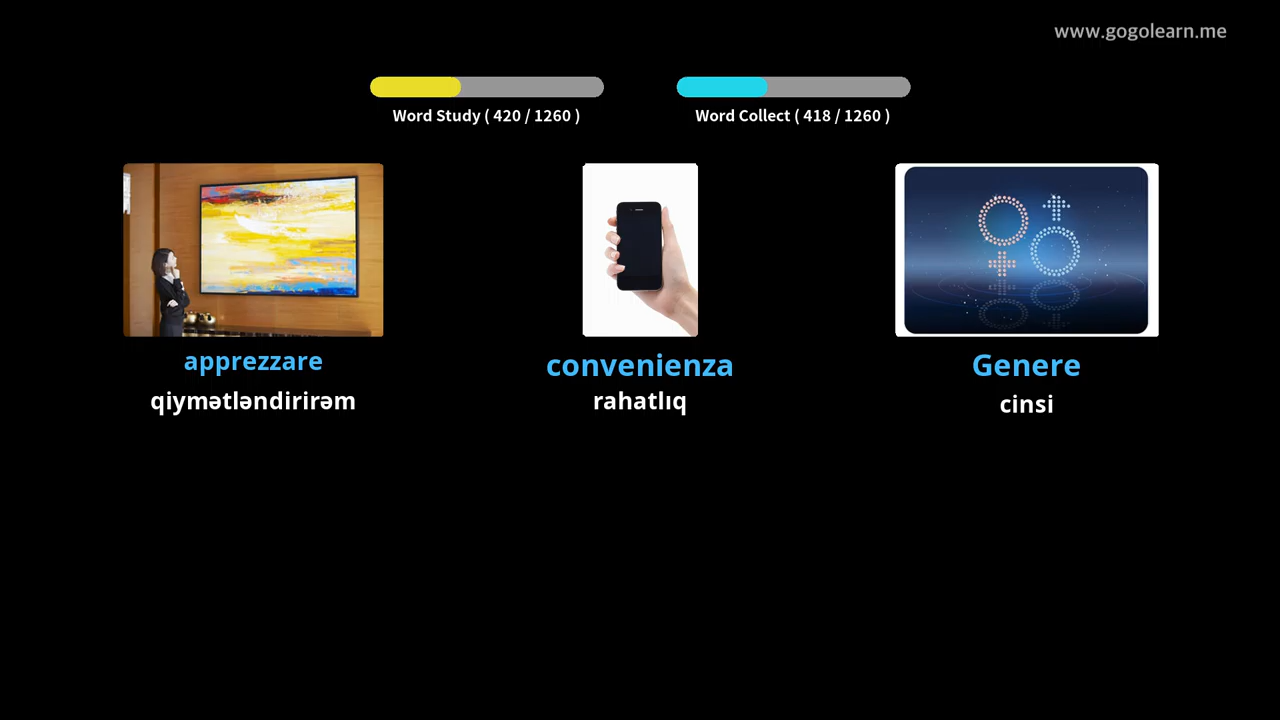 www.gogolearn.me
Word Study ( 420 / 1260 )
Word Collect ( 418 / 1260 )
apprezzare
qiymətləndirirəm
convenienza
rahatlıq
Genere
cinsi